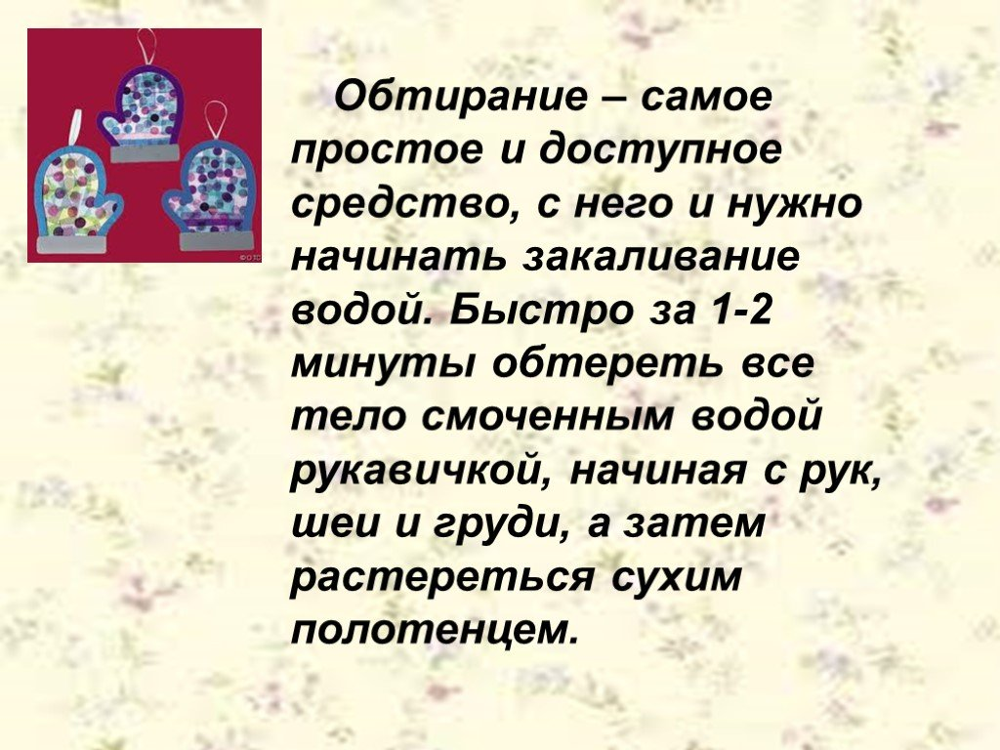 Обтирание – самое
простое и доступное
средство, с него и нужно
начинать закаливание
водой. Быстро за 1-2
минуты обтереть все
тело смоченным водой
рукавичкой, начиная с рук,
шеи и груди, а затем
растереться сухим
полотенцем.